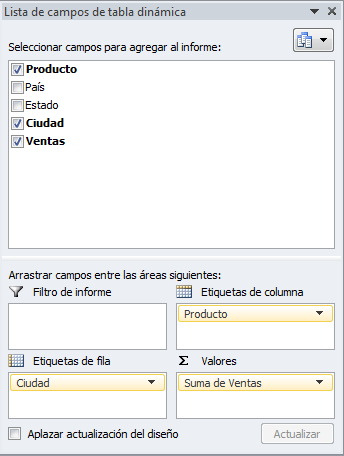 Lista de campos de tabla dinámica
Seleccionar campos para agregar al informe:
Producto
País
Estado
Ciudad
Ventas
Arrastrar campos entre las áreas siguientes:
Filtro de informe
Etiquetas de columna
Producto
Etiquetas de fila
Σ Valores
Ciudad
Suma de Ventas
Aplazar actualización del diseño
Actualizar